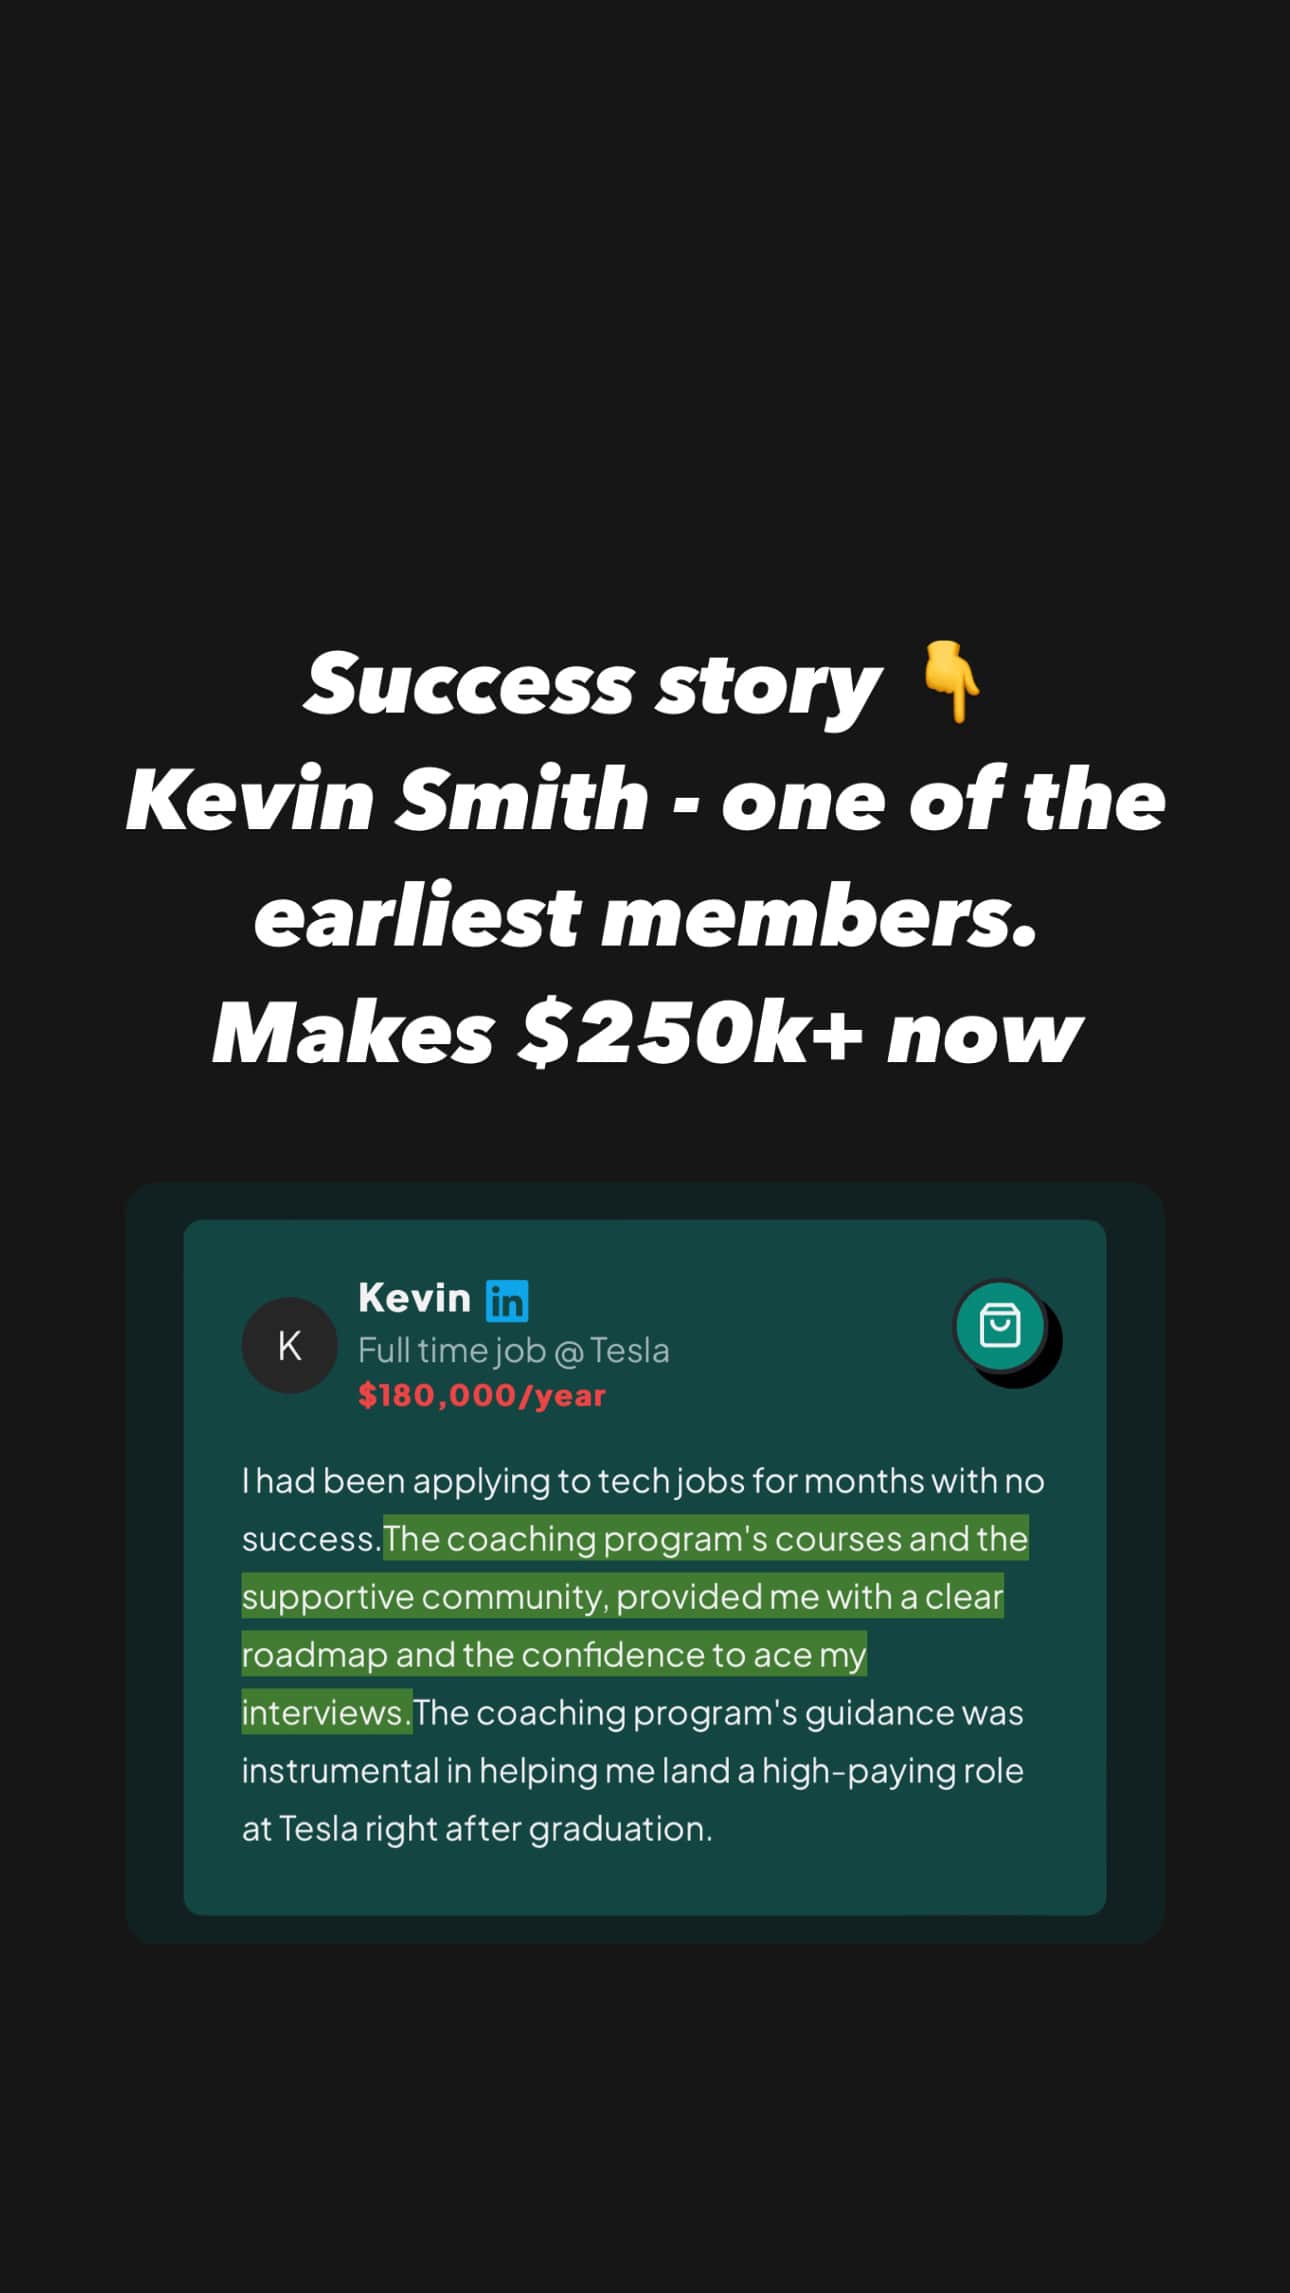 Success story 👇
Kevin Smith - one of the
earliest members.
Makes $250k+ now
Kevin in
K
Full time job @ Tesla
$180,000/year
I had been applying to tech jobs for months with no
success.The coaching program's courses and the
supportive community, provided me with a clear
roadmap and the confidence to ace my
interviews.The coaching program's guidance was
instrumental in helping me land a high-paying role
at Tesla right after graduation.